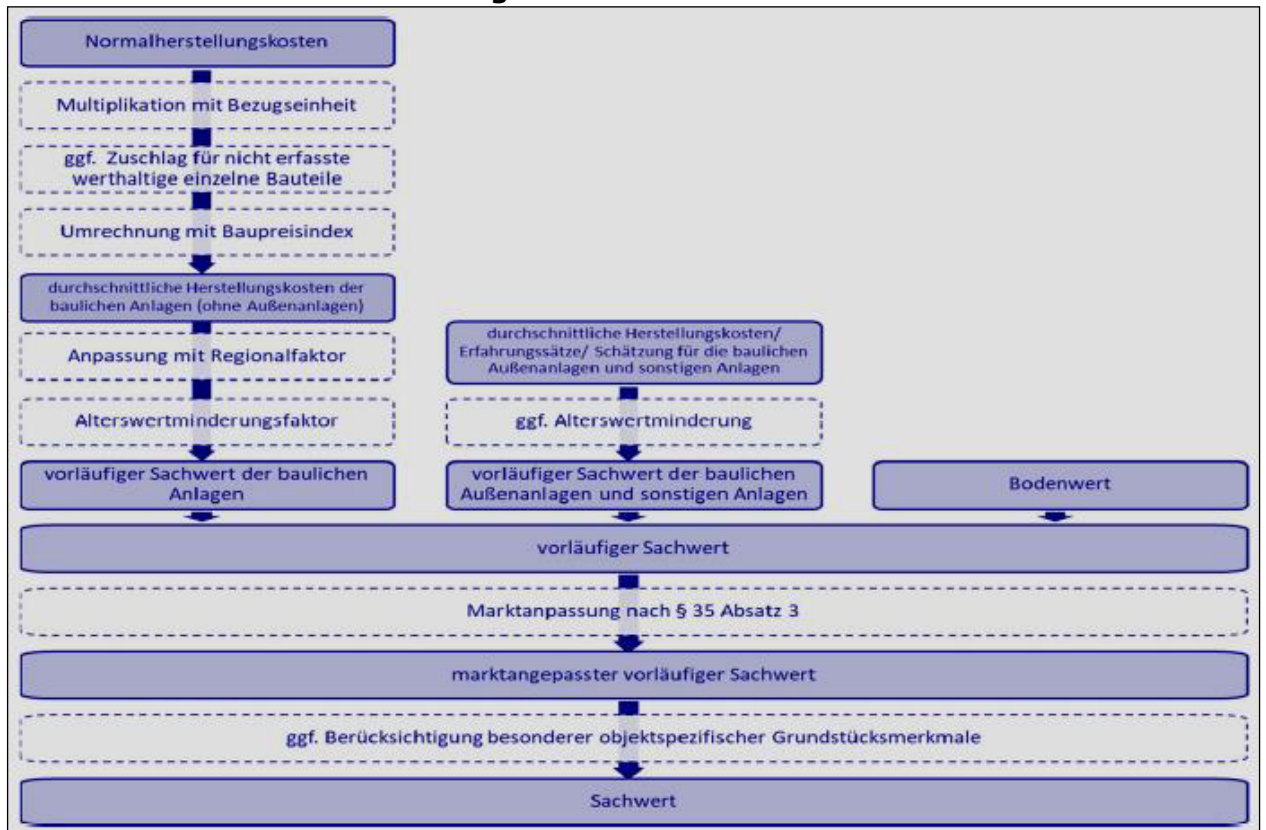 Normalherstellungskosten
Multiplikation mit Bezugseinheit
ggf. Zuschlag für nicht erfasste
werthaltige einzelne Bauteile
Umrechnung mit Baupreisindex
durchschnittliche Herstellungskosten der
baulichen Anlagen (ohne Außenanlagen)
Anpassung mit Regionalfaktor
Alterswertminderungsfaktor
vorläufiger Sachwert der baulichen
Anlagen
durchschnittliche Herstellungskosten/
Erfahrungssätze/ Schätzung für die baulichen
Außenanlagen und sonstigen Anlagen
ggf. Alterswertminderung
vorläufiger Sachwert der baulichen
Außenanlagen und sonstigen Anlagen
Bodenwert
vorläufiger Sachwert
Marktanpassung nach § 35 Absatz 3
marktangepasster vorläufiger Sachwert
ggf. Berücksichtigung besonderer objektspezifischer Grundstücksmerkmale
Sachwert